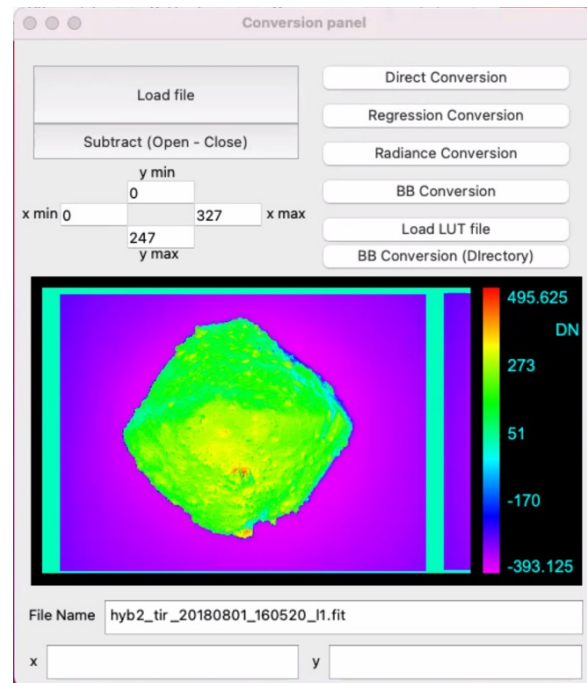 Conversion panel
Load file
Subtract (Open - Close)
Direct Conversion
Regression Conversion
Radiance Conversion
BB Conversion
Load LUT file
BB Conversion (DIrectory)
y min
0
x min 0 327 x max
247
y max
495.625
DN
273
51
-170
-393.125
File Name hyb2_tir_20180801_160520_l1.fit
x y